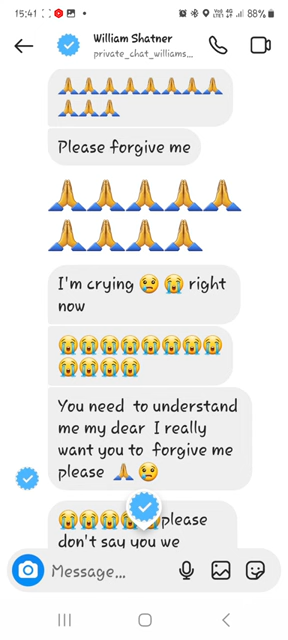 15:41
88%
William Shatner
private_chat_williams...
🙏🙏🙏🙏🙏🙏🙏🙏
🙏🙏🙏
Please forgive me
🙏🙏🙏🙏🙏
🙏🙏🙏🙏
I'm crying 😢 😭 right
now
😭😭😭😭😭😭😭😭
😭😭😭😭
You need to understand
me my dear I really
want you to forgive me
please 🙏 😢
😭😭😭😭😭please
don't say you we
Message...